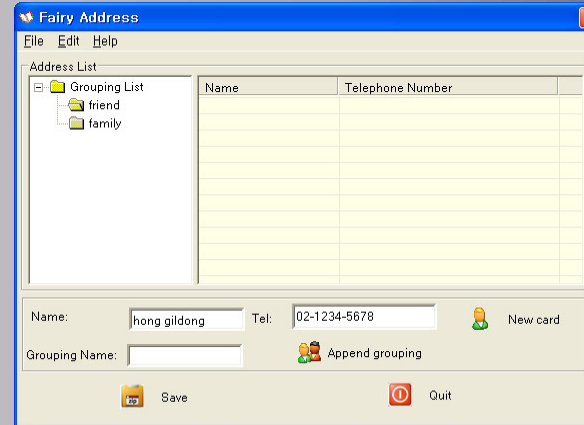 Fairy Address
File Edit Help
Address List
Grouping List
friend
family
Name Telephone Number
Name: hong gildong Tel: 02-1234-5678 New card
Grouping Name: Append grouping
zip Save Quit